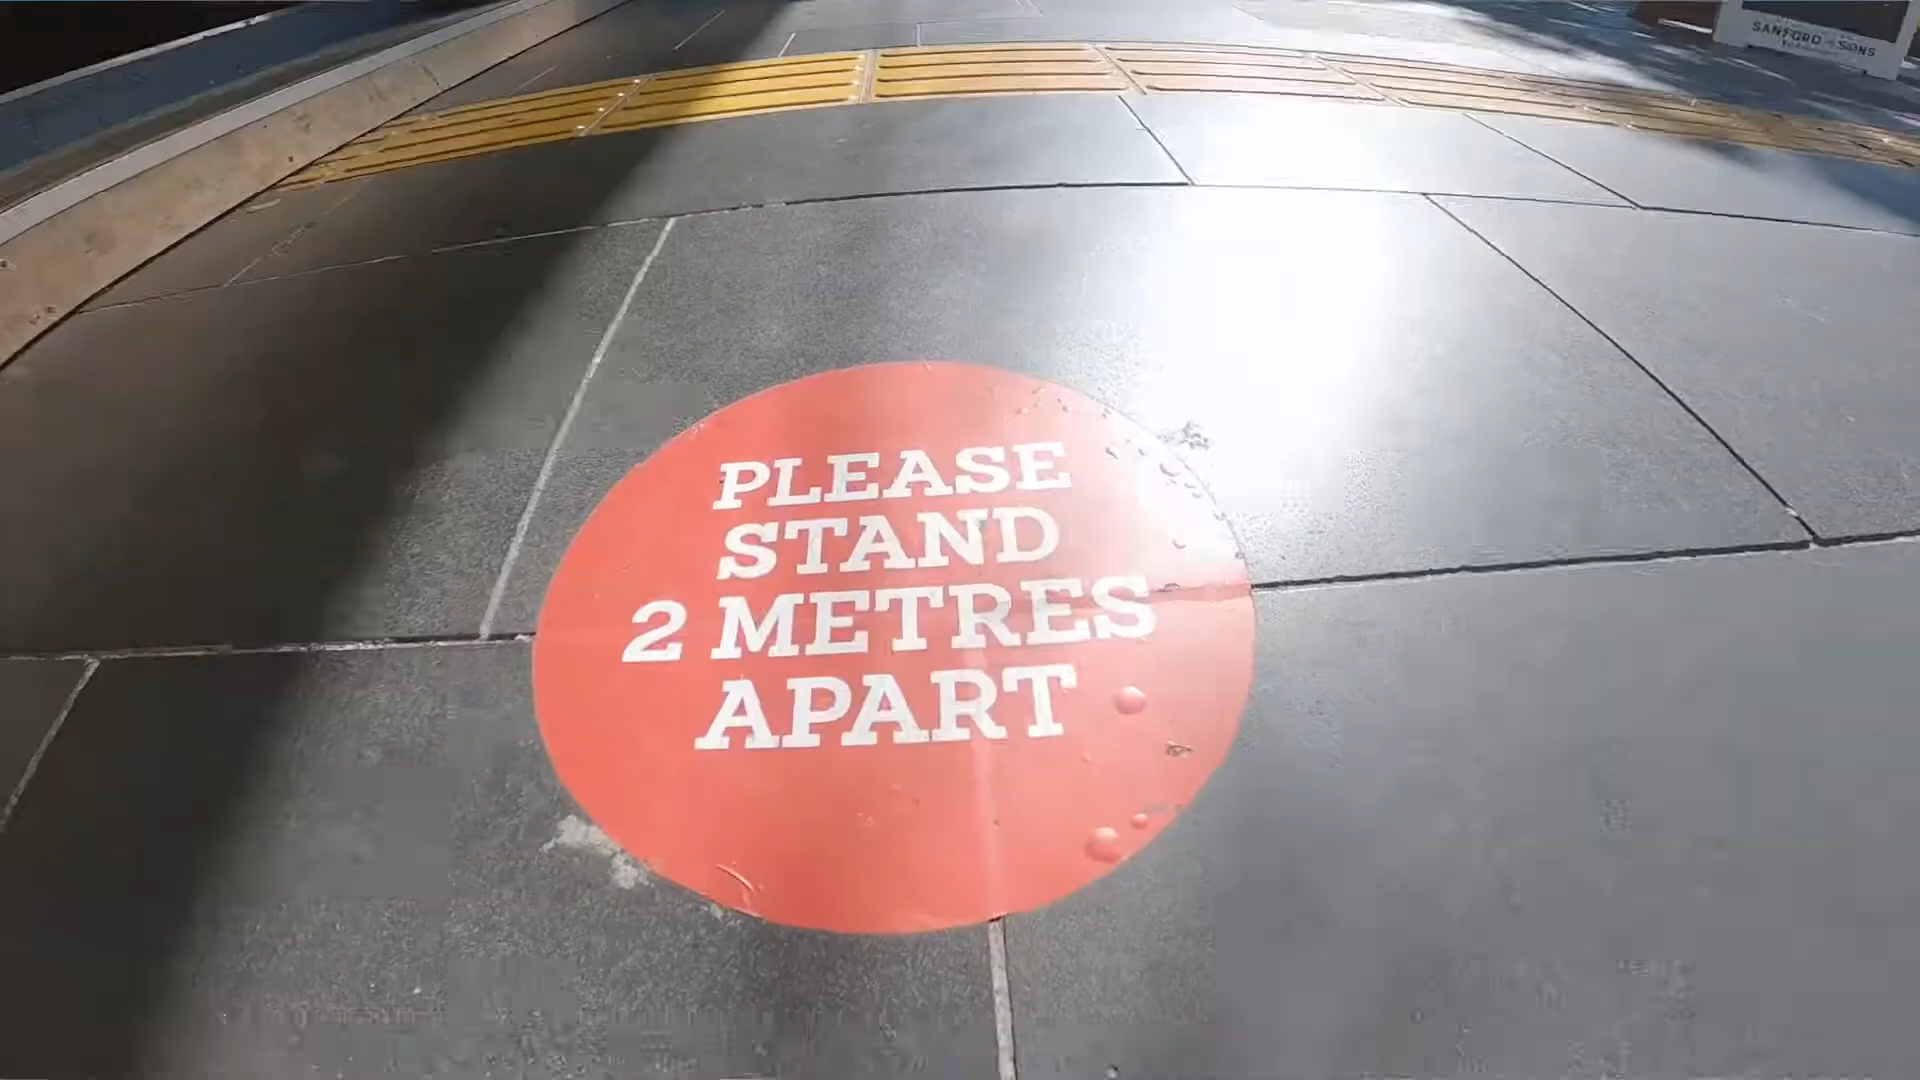 SANFORD & SONS
PLEASE
STAND
2 METRES
APART